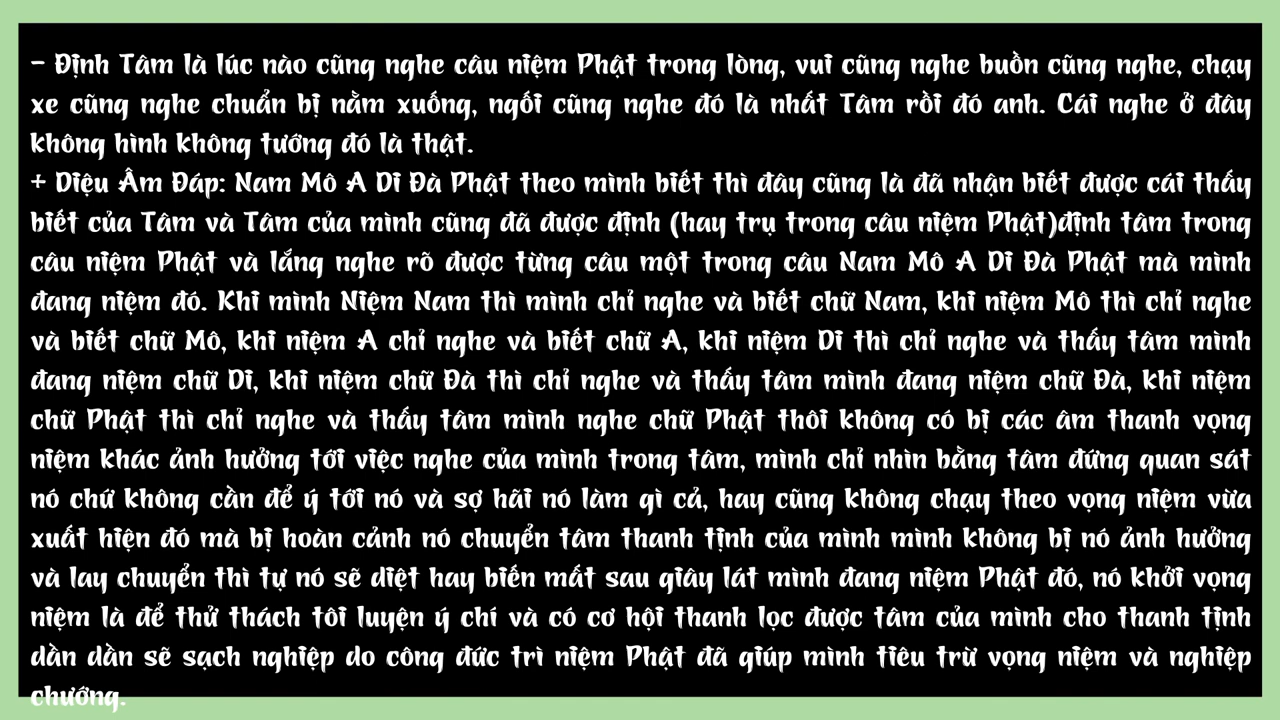 – Định Tâm là lúc nào cũng nghe câu niệm Phật trong lòng, vui cũng nghe buồn cũng nghe, chạy
xe cũng nghe chuẩn bị nằm xuống, ngối cũng nghe đó là nhất Tâm rồi đó anh. Cái nghe ở đây
không hình không tướng đó là thật.
+ Diệu Âm Đáp: Nam Mô A Di Đà Phật theo mình biết thì đây cũng là đã nhận biết được cái thấy
biết của Tâm và Tâm của mình cũng đã được định (hay trụ trong câu niệm Phật)định tâm trong
câu niệm Phật và lắng nghe rõ được từng câu một trong câu Nam Mô A Di Đà Phật mà mình
đang niệm đó. Khi mình Niệm Nam thì mình chỉ nghe và biết chữ Nam, khi niệm Mô thì chỉ nghe
và biết chữ Mô, khi niệm A chỉ nghe và biết chữ A, khi niệm Di thì chỉ nghe và thấy tâm mình
đang niệm chữ Di, khi niệm chữ Đà thì chỉ nghe và thấy tâm mình đang niệm chữ Đà, khi niệm
chữ Phật thì chỉ nghe và thấy tâm mình nghe chữ Phật thôi không có bị các âm thanh vọng
niệm khác ảnh hưởng tới việc nghe của mình trong tâm, mình chỉ nhìn bằng tâm đứng quan sát
nó chứ không cần để ý tới nó và sợ hãi nó làm gì cả, hay cũng không chạy theo vọng niệm vừa
xuất hiện đó mà bị hoàn cảnh nó chuyển tâm thanh tịnh của mình mình không bị nó ảnh hưởng
và lay chuyển thì tự nó sẽ diệt hay biến mất sau giây lát mình đang niệm Phật đó, nó khởi vọng
niệm là để thử thách tôi luyện ý chí và có cơ hội thanh lọc được tâm của mình cho thanh tịnh
dần dần sẽ sạch nghiệp do công đức trì niệm Phật đã giúp mình tiêu trừ vọng niệm và nghiệp
chướng.